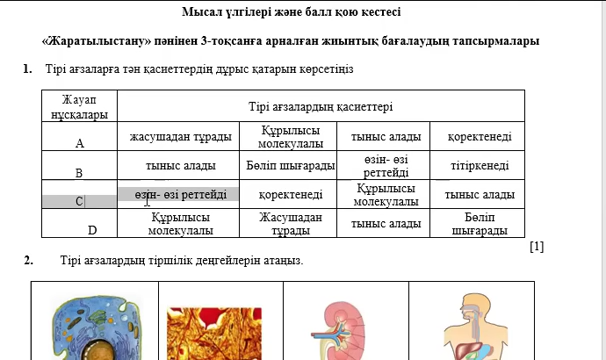 Мысал үлгілері және балл қою кестесі
«Жаратылыстану» пәнінен 3-тоқсанға арналған жиынтық бағалаудың тапсырмалары
1. Тірі ағзаларға тән қасиеттердің дұрыс қатарын көрсетіңіз
Жауап нұсқалары Тірі ағзалардың қасиеттері
A жасушадан тұрады Құрылысы молекулалы тыныс алады қоректенеді
B тыныс алады Бөліп шығарады өзін- өзі реттейді тітіркенеді
C өзін- өзі реттейді қоректенеді Құрылысы молекулалы тыныс алады
D Құрылысы молекулалы Жасушадан тұрады тыныс алады Бөліп шығарады
[1]
2. Тірі ағзалардың тіршілік деңгейлерін атаңыз.